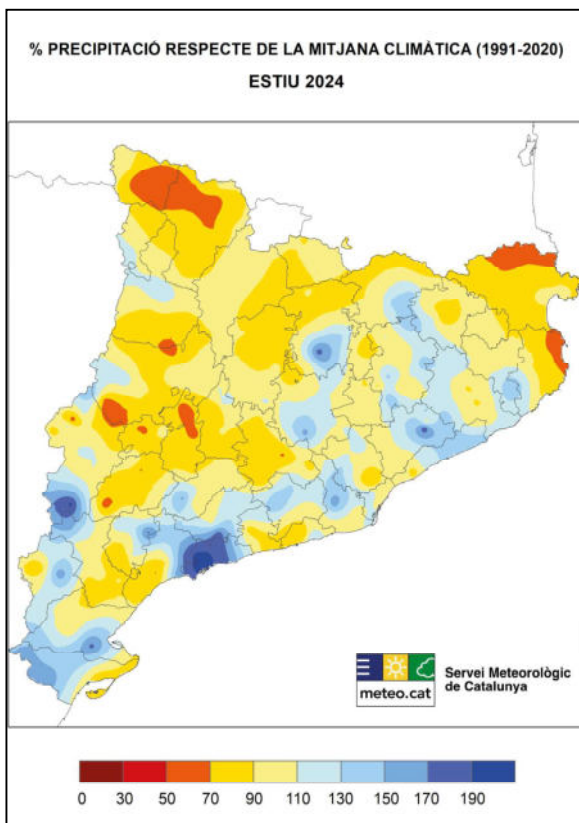 % PRECIPITACIÓ RESPECTE DE LA MITJANA CLIMÀTICA (1991-2020)
ESTIU 2024
meteo.cat
Servei Meteorològic
de Catalunya
0 30 50 70 90 110 130 150 170 190